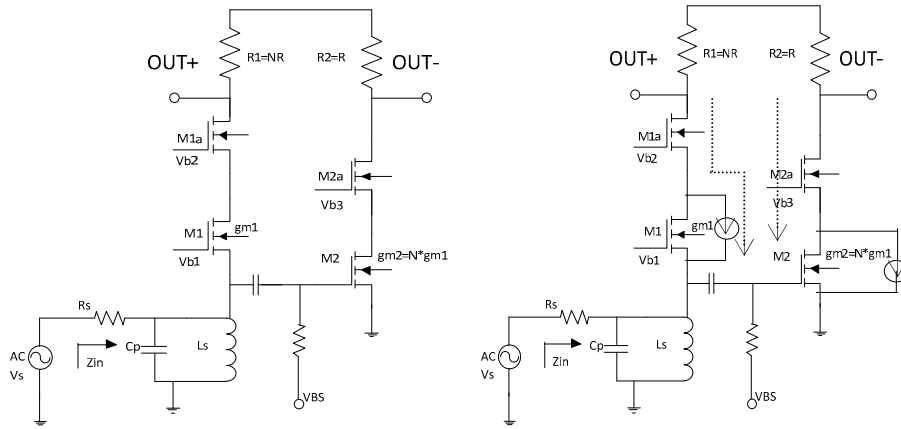 R1=NR
R2=R
OUT+
OUT-
M1a
Vb2
M2a
Vb3
M1
gm1
Vb1
M2
gm2=N*gm1
Rs
AC
Vs
Zin
Cp
Ls
VBS
R1=NR
R2=R
OUT+
OUT-
M1a
Vb2
M2a
Vb3
M1
gm1
Vb1
M2
gm2=N*gm1
Rs
AC
Vs
Zin
Cp
Ls
VBS